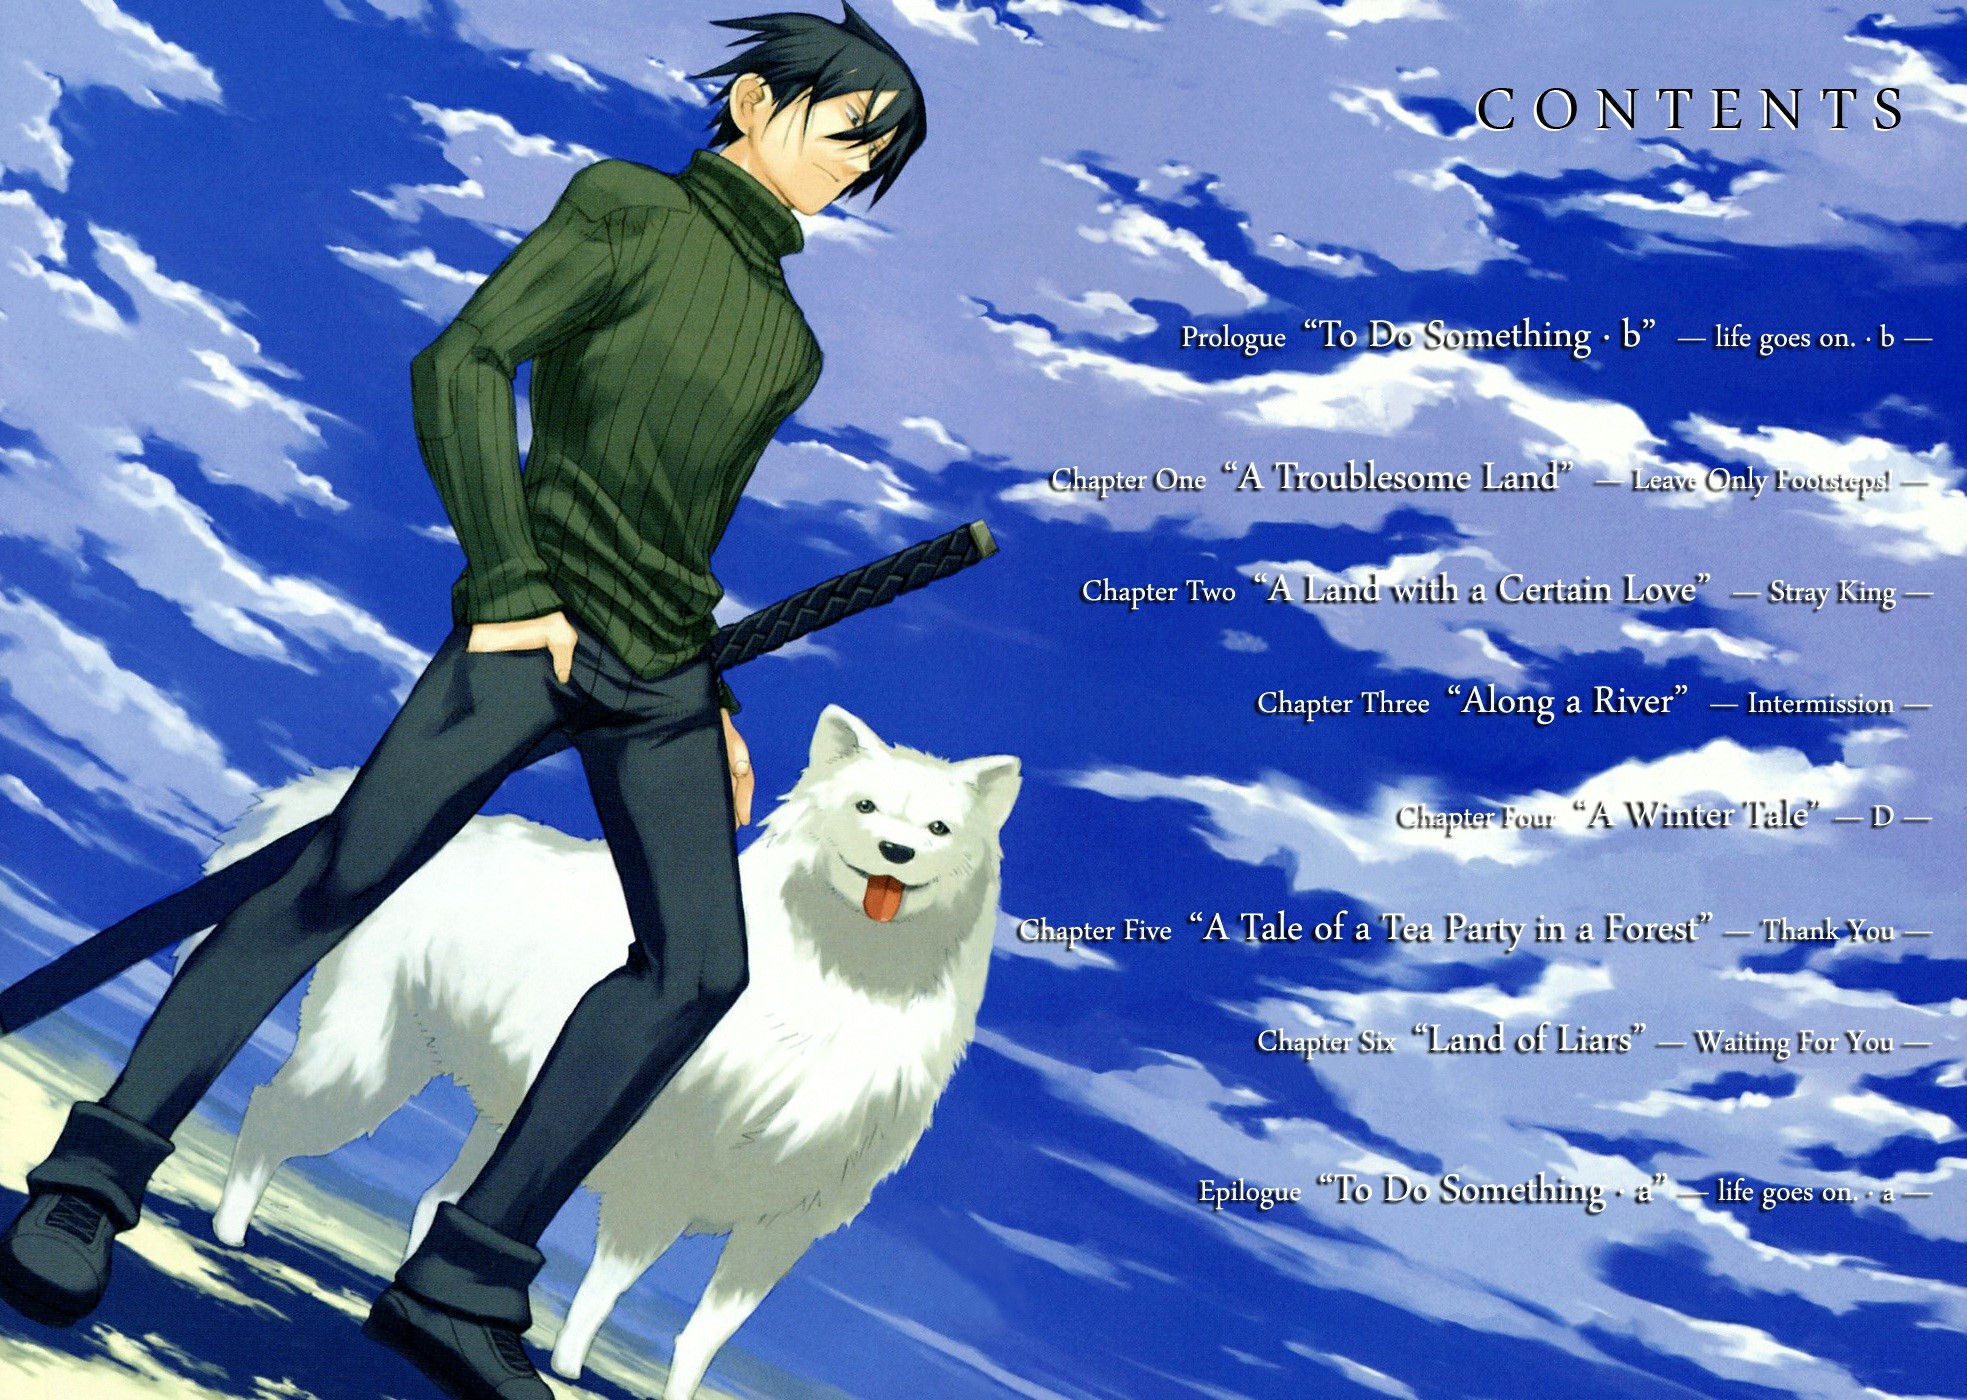 CONTENTS
Prologue “To Do Something · b” — life goes on. · b —
Chapter One “A Troublesome Land” — Leave Only Footsteps! —
Chapter Two “A Land with a Certain Love” — Stray King —
Chapter Three “Along a River” — Intermission —
Chapter Four “A Winter Tale” — D —
Chapter Five “A Tale of a Tea Party in a Forest” — Thank You —
Chapter Six “Land of Liars” — Waiting For You —
Epilogue “To Do Something · a” — life goes on. · a —